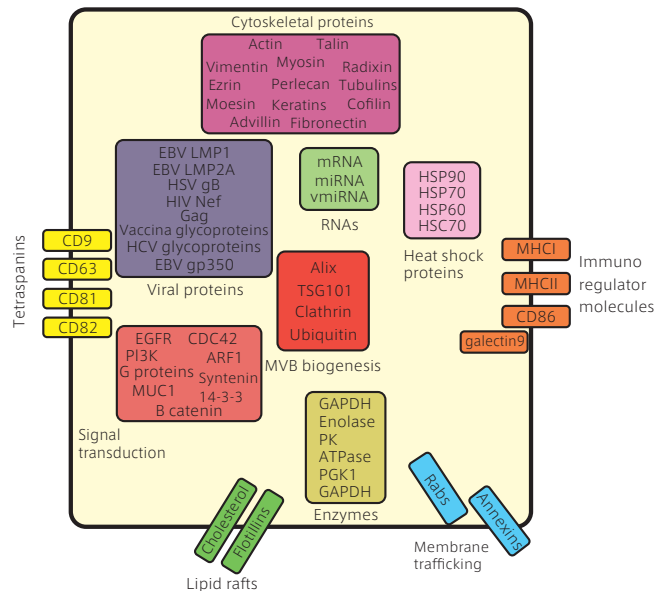 Cytoskeletal proteins
Actin Talin
Vimentin Myosin Radixin
Ezrin Perlecan Tubulins
Moesin Keratins Cofilin
Advillin Fibronectin
EBV LMP1
EBV LMP2A
HSV gB
HIV Nef
Gag
Vaccina glycoproteins
HCV glycoproteins
EBV gp350
Viral proteins
mRNA
miRNA
vmiRNA
RNAs
HSP90
HSP70
HSP60
HSC70
Heat shock
proteins
Tetraspanins
CD9
CD63
CD81
CD82
MHCI
MHCII
CD86
galectin9
Immuno
regulator
molecules
Alix
TSG101
Clathrin
Ubiquitin
MVB biogenesis
EGFR CDC42
PI3K ARF1
G proteins Syntenin
MUC1 14-3-3
B catenin
Signal
transduction
GAPDH
Enolase
PK
ATPase
PGK1
GAPDH
Enzymes
Cholesterol
Flotillins
Lipid rafts
Rabs
Annexins
Membrane
trafficking